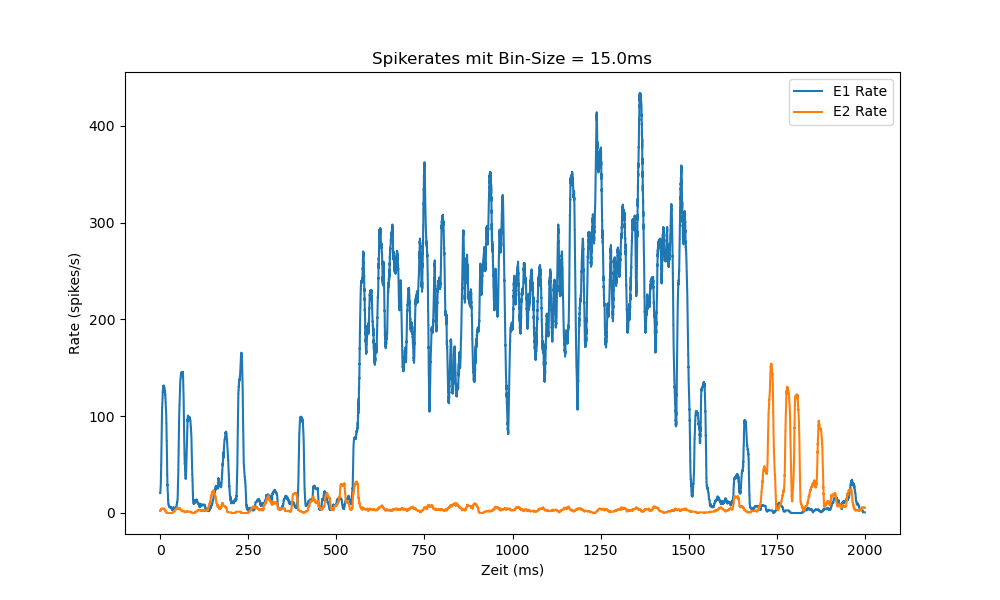 Spikerates mit Bin-Size = 15.0ms
E1 Rate
E2 Rate
Rate (spikes/s)
400
300
200
100
0
0 250 500 750 1000 1250 1500 1750 2000
Zeit (ms)